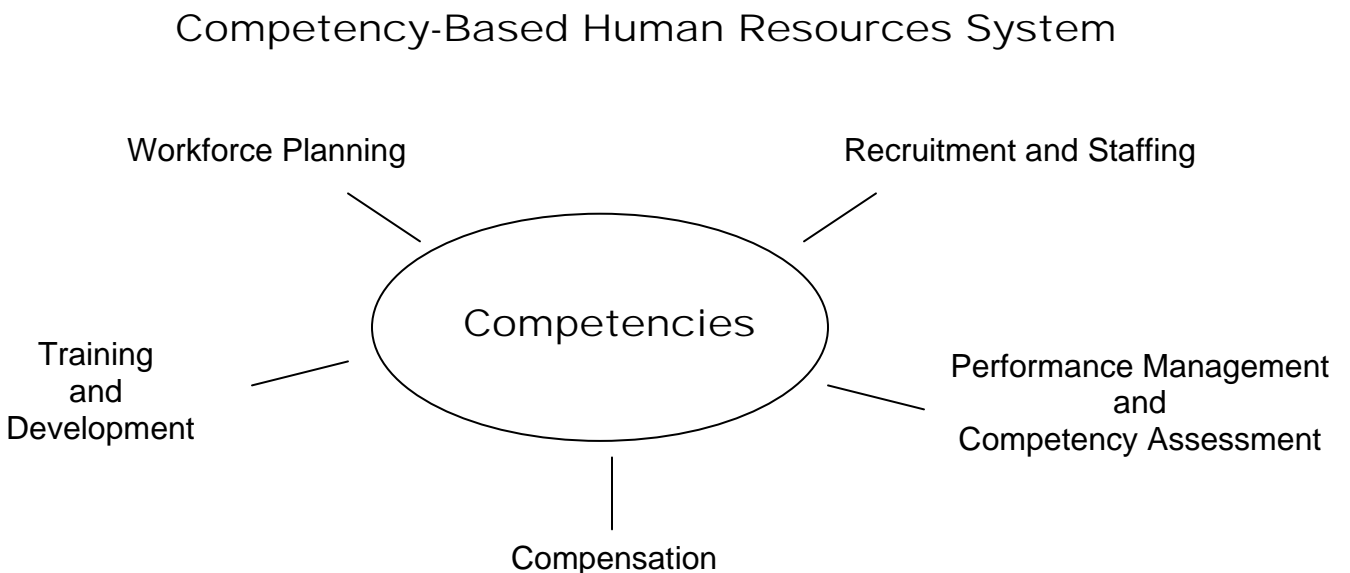 Competency-Based Human Resources System
Workforce Planning
Recruitment and Staffing
Competencies
Training
and
Development
Performance Management
and
Competency Assessment
Compensation